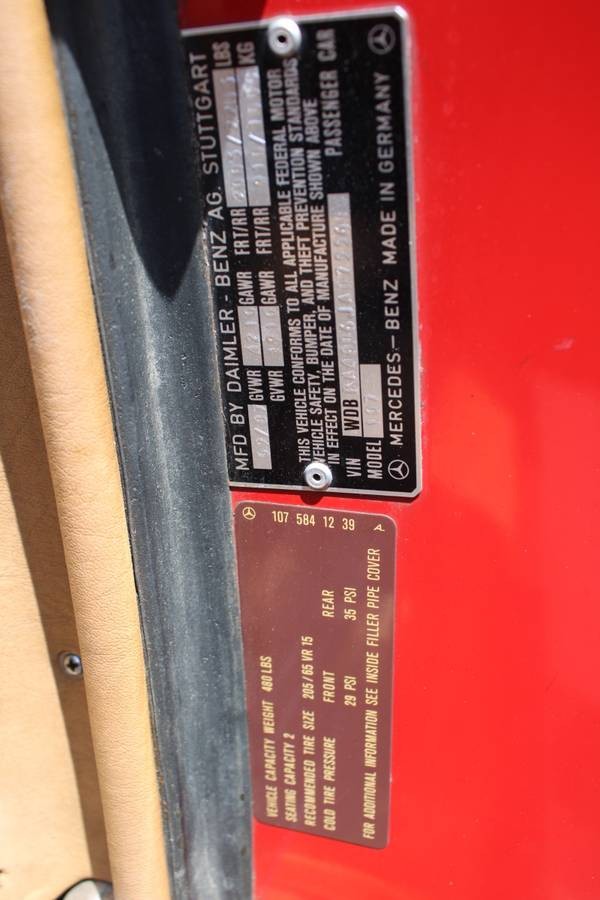 MFD BY DAIMLER - BENZ AG. STUTTGART
GVWR GAWR FRT/RR LBS
GVWR GAWR FRT/RR KG
THIS VEHICLE CONFORMS TO ALL APPLICABLE FEDERAL MOTOR
VEHICLE SAFETY, BUMPER, AND THEFT PREVENTION STANDARDS
IN EFFECT ON THE DATE OF MANUFACTURE SHOWN ABOVE
VIN WDB PASSENGER CAR
MODEL 107
MERCEDES-BENZ MADE IN GERMANY
107 584 12 39 A
VEHICLE CAPACITY WEIGHT 480 LBS
SEATING CAPACITY 2
RECOMMENDED TIRE SIZE 205/65 VR 15
COLD TIRE PRESSURE FRONT REAR
29 PSI 35 PSI
FOR ADDITIONAL INFORMATION SEE INSIDE FILLER PIPE COVER